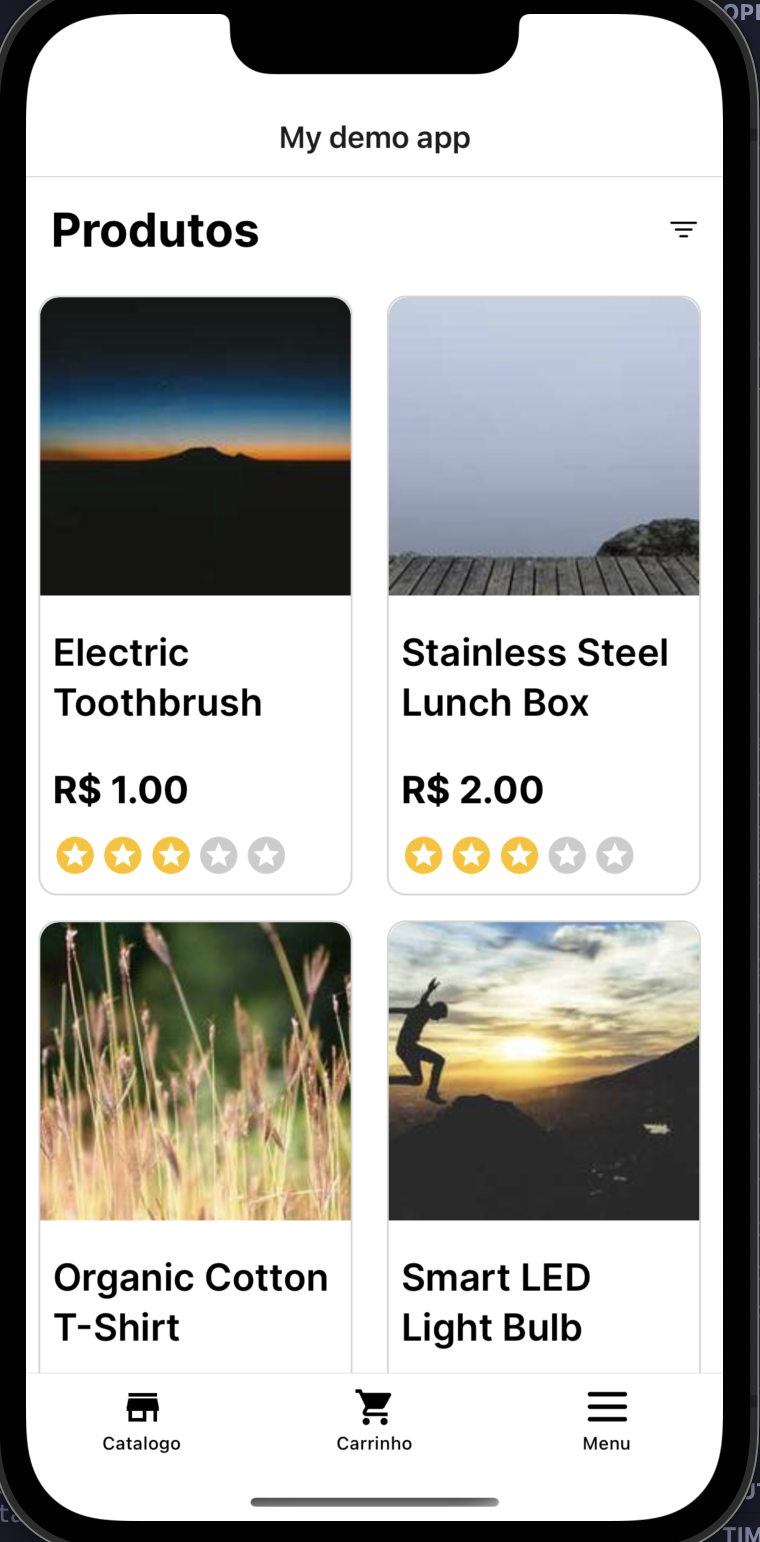 My demo app
Produtos
Electric
Toothbrush
R$ 1.00
Stainless Steel
Lunch Box
R$ 2.00
Organic Cotton
T-Shirt
Smart LED
Light Bulb
Catalogo
Carrinho
Menu